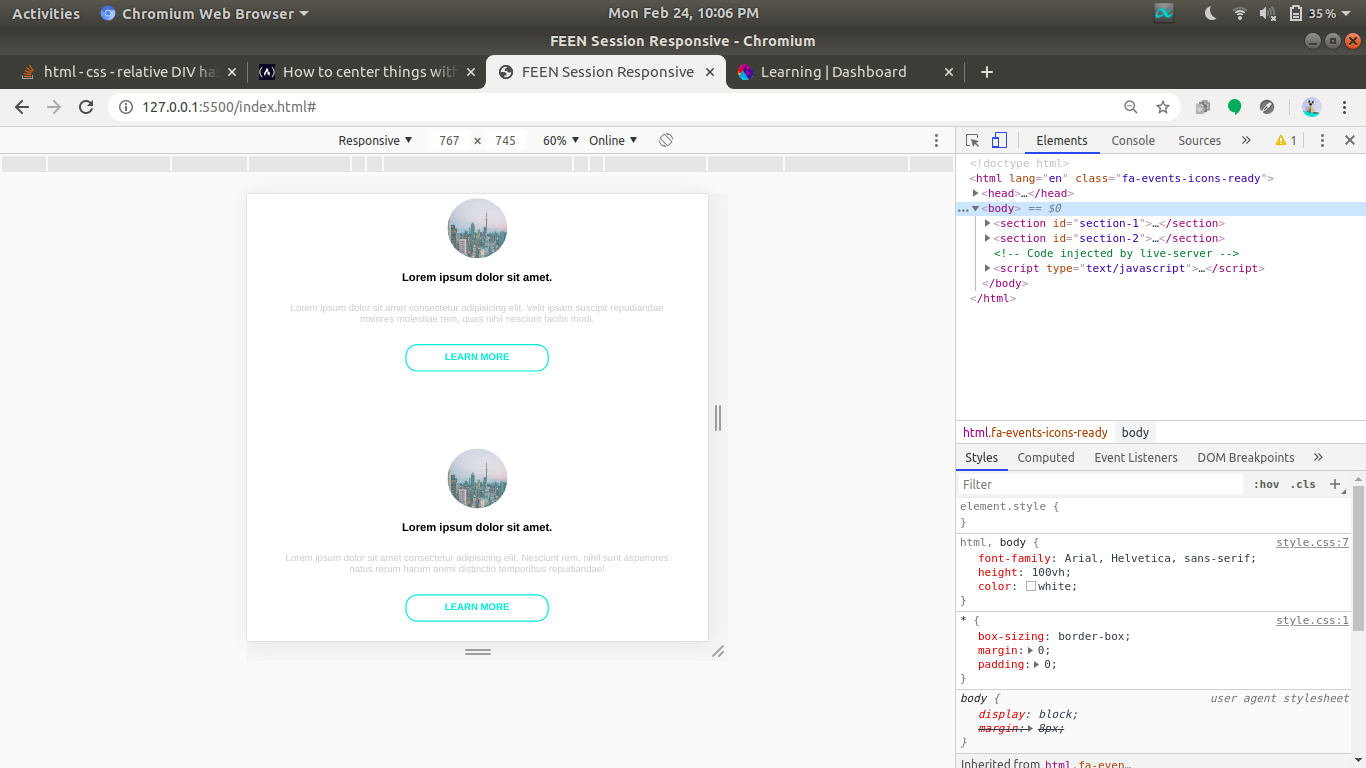 Activities Chromium Web Browser Mon Feb 24, 10:06 PM 35%
FEEN Session Responsive - Chromium
html - css - relative DIV ha How to center things wit FEEN Session Responsive Learning | Dashboard
127.0.0.1:5500/index.html#
Responsive 767 x 745 60% Online
Elements Console Sources » 1
Lorem ipsum dolor sit amet.
Lorem ipsum dolor sit amet consectetur adipisicing elit. Velit ipsam suscipit repudiandae
maiores molestiae rem, quas nihil nesciunt facilis modi.
LEARN MORE
Lorem ipsum dolor sit amet.
Lorem ipsum dolor sit amet consectetur adipisicing elit. Nesciunt rem, nihil sunt asperiores
natus rerum harum animi distinctio temporibus repudiandae!
LEARN MORE
<!doctype html>
<html lang="en" class="fa-events-icons-ready">
<head>…</head>
<body> == $0
<section id="section-1">…</section>
<section id="section-2">…</section>
<!-- Code injected by live-server -->
<script type="text/javascript">…</script>
</body>
</html>
html.fa-events-icons-ready body
Styles Computed Event Listeners DOM Breakpoints »
Filter :hov .cls +
element.style {
}
html, body { style.css:7
font-family: Arial, Helvetica, sans-serif;
height: 100vh;
color: white;
}
* { style.css:1
box-sizing: border-box;
margin: 0;
padding: 0;
}
body { user agent stylesheet
display: block;
margin: 8px;
}
Inherited from html.fa-even…